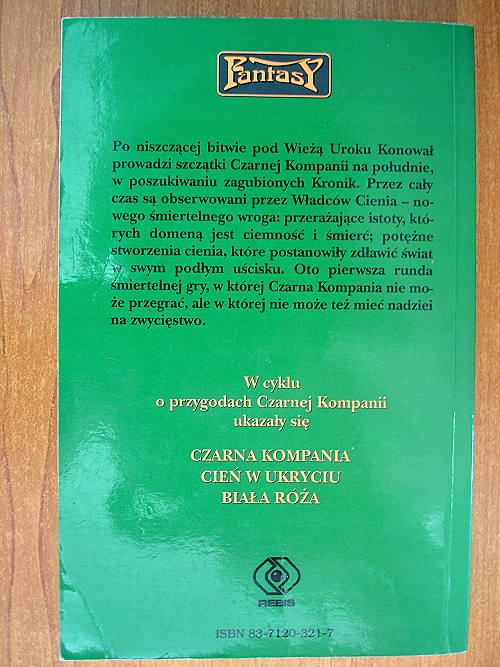 Fantasy
Po niszczącej bitwie pod Wieżą Uroku Konował
prowadzi szczątki Czarnej Kompanii na południe,
w poszukiwaniu zagubionych Kronik. Przez cały
czas są obserwowani przez Władców Cienia – no-
wego śmiertelnego wroga: przerażające istoty, któ-
rych domeną jest ciemność i śmierć; potężne
stworzenia cienia, które postanowiły zdławić świat
w swym podłym uścisku. Oto pierwsza runda
śmiertelnej gry, w której Czarna Kompania nie mo-
że przegrać, ale w której nie może też mieć nadziei
na zwycięstwo.
W cyklu
o przygodach Czarnej Kompanii
ukazały się
CZARNA KOMPANIA
CIEŃ W UKRYCIU
BIAŁA RÓŻA
REBIS
ISBN 83-7120-321-7